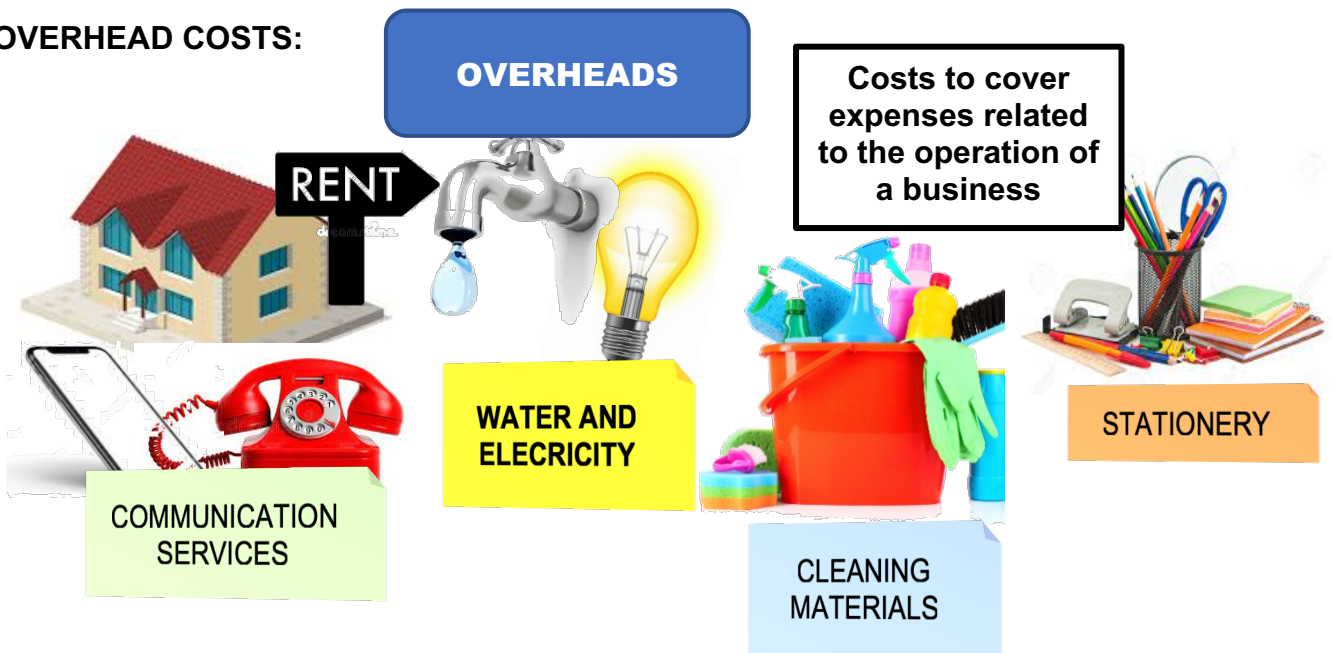 OVERHEAD COSTS:
OVERHEADS
Costs to cover
expenses related
to the operation of
a business
RENT
dreamstime.
WATER AND
ELECRICITY
STATIONERY
COMMUNICATION
SERVICES
CLEANING
MATERIALS